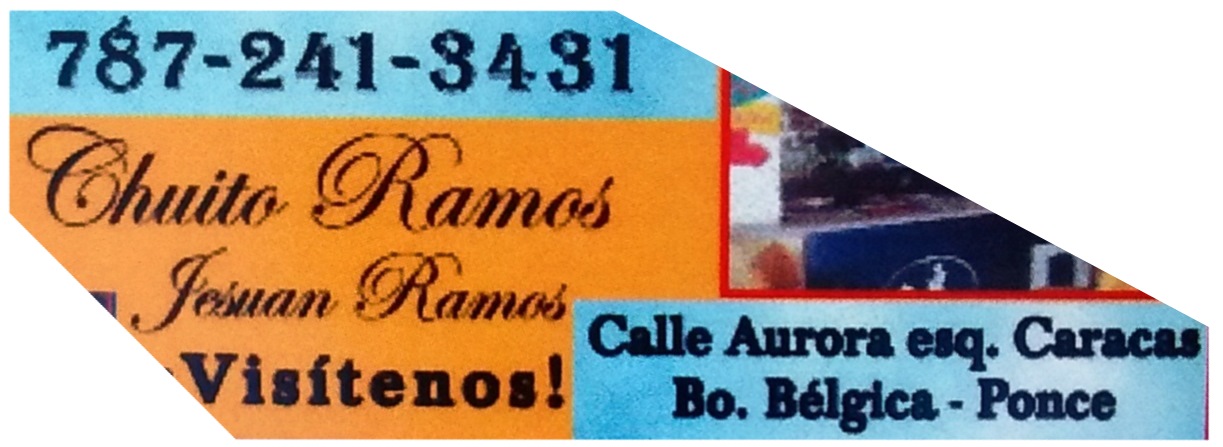 787-241-3431
Chuito Ramos
Jesuan Ramos
¡Visítenos!
Calle Aurora esq. Caracas
Bo. Bélgica - Ponce